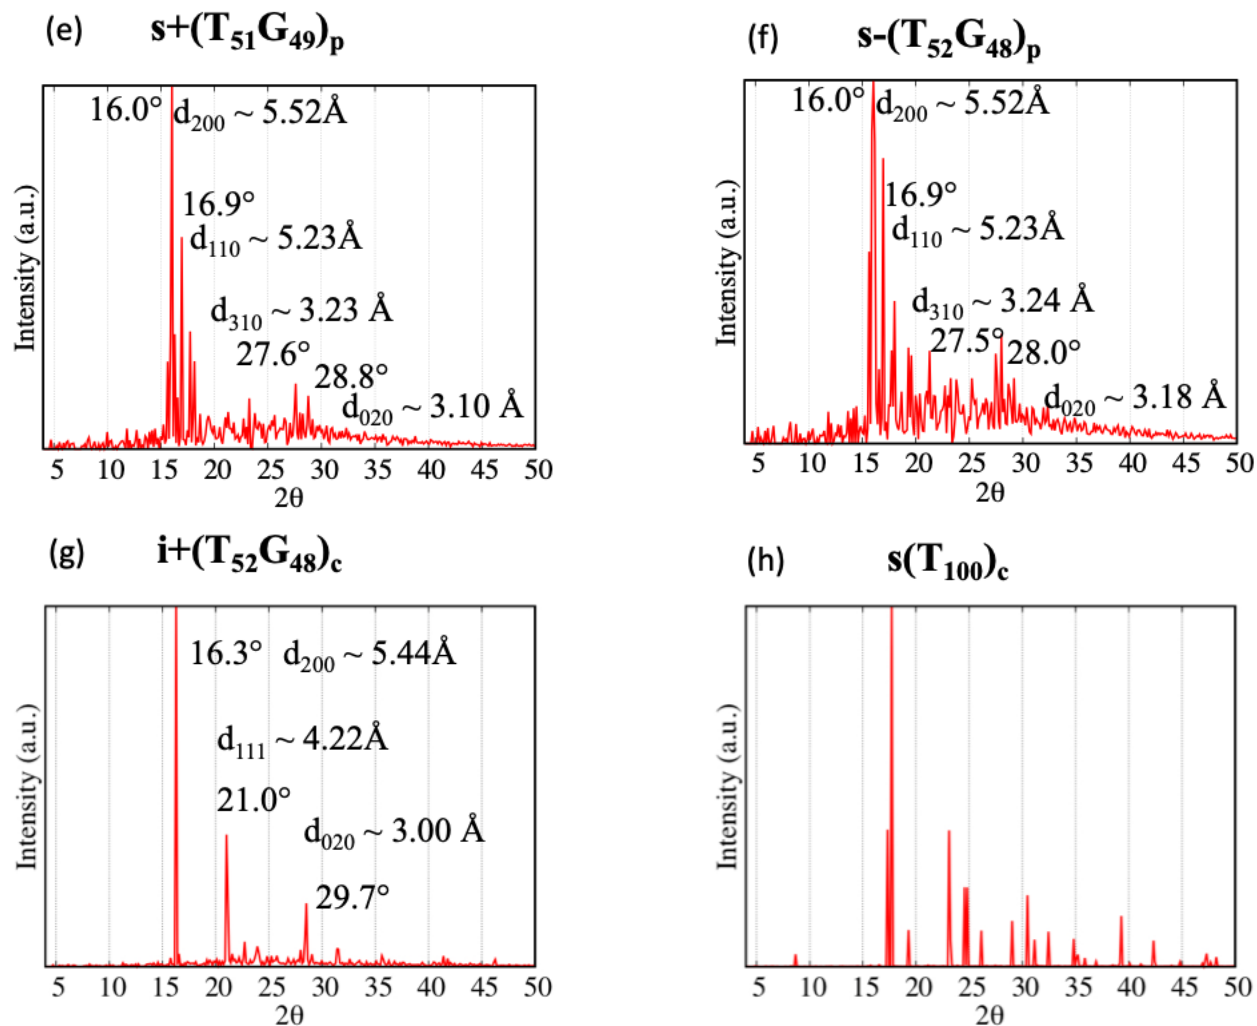 (e) s+(T51G49)p
16.0° d200 ~ 5.52Å
16.9°
d110 ~ 5.23Å
d310 ~ 3.23 Å
27.6°
28.8°
d020 ~ 3.10 Å
Intensity (a.u.)
5 10 15 20 25 30 35 40 45 50
2θ
(f) s-(T52G48)p
16.0° d200 ~ 5.52Å
16.9°
d110 ~ 5.23Å
d310 ~ 3.24 Å
27.5°
28.0°
d020 ~ 3.18 Å
Intensity (a.u.)
5 10 15 20 25 30 35 40 45 50
2θ
(g) i+(T52G48)c
16.3° d200 ~ 5.44Å
d111 ~ 4.22Å
21.0°
d020 ~ 3.00 Å
29.7°
Intensity (a.u.)
5 10 15 20 25 30 35 40 45 50
2θ
(h) s(T100)c
Intensity (a.u.)
5 10 15 20 25 30 35 40 45 50
2θ